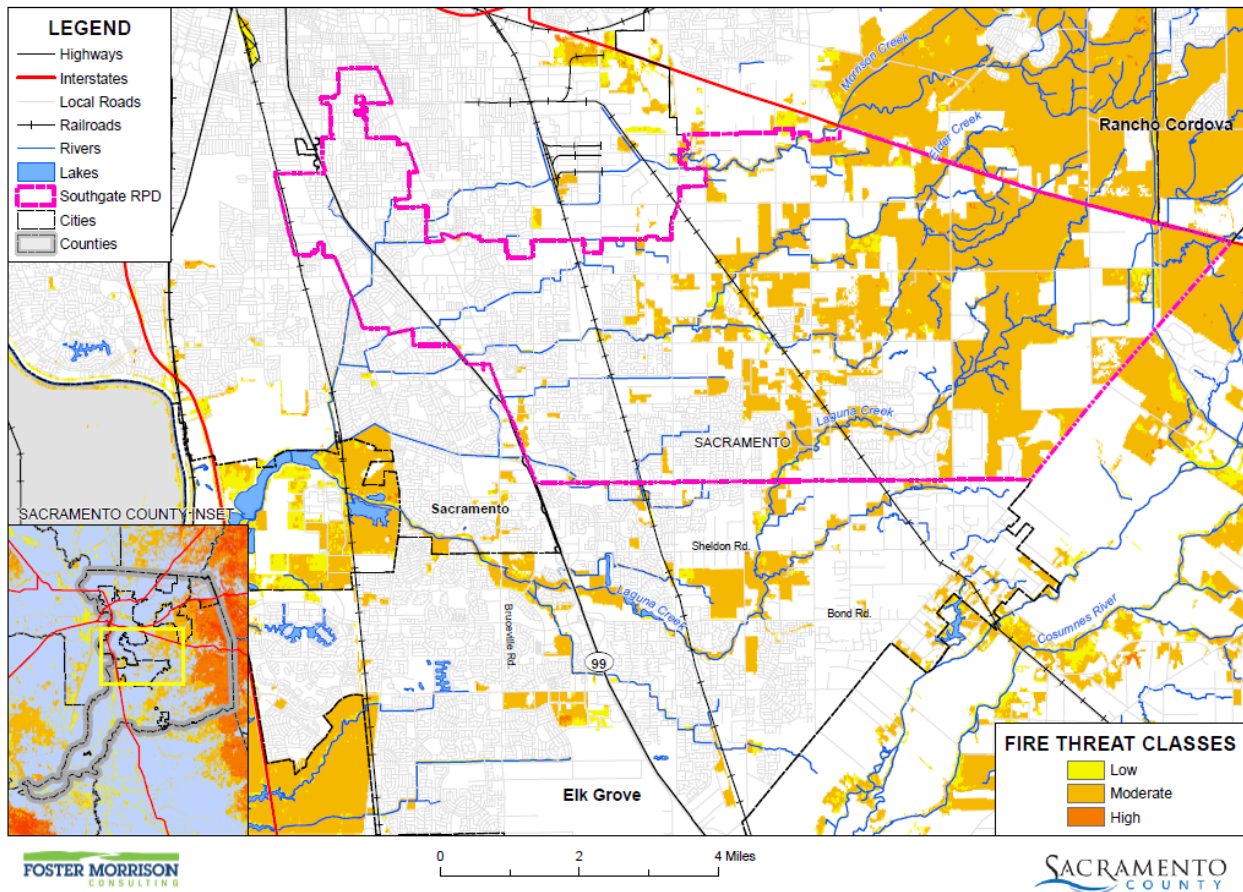 LEGEND
Highways
Interstates
Local Roads
Railroads
Rivers
Lakes
Southgate RPD
Cities
Counties
Morrison Creek
Elder Creek
Rancho Cordova
Laguna Creek
SACRAMENTO
Sacramento
SACRAMENTO COUNTY INSET
Sheldon Rd.
Laguna Creek
Bruceville Rd.
Bond Rd.
Cosumnes River
99
Elk Grove
FIRE THREAT CLASSES
Low
Moderate
High
FOSTER MORRISON
CONSULTING
0 2 4 Miles
SACRAMENTO
COUNTY